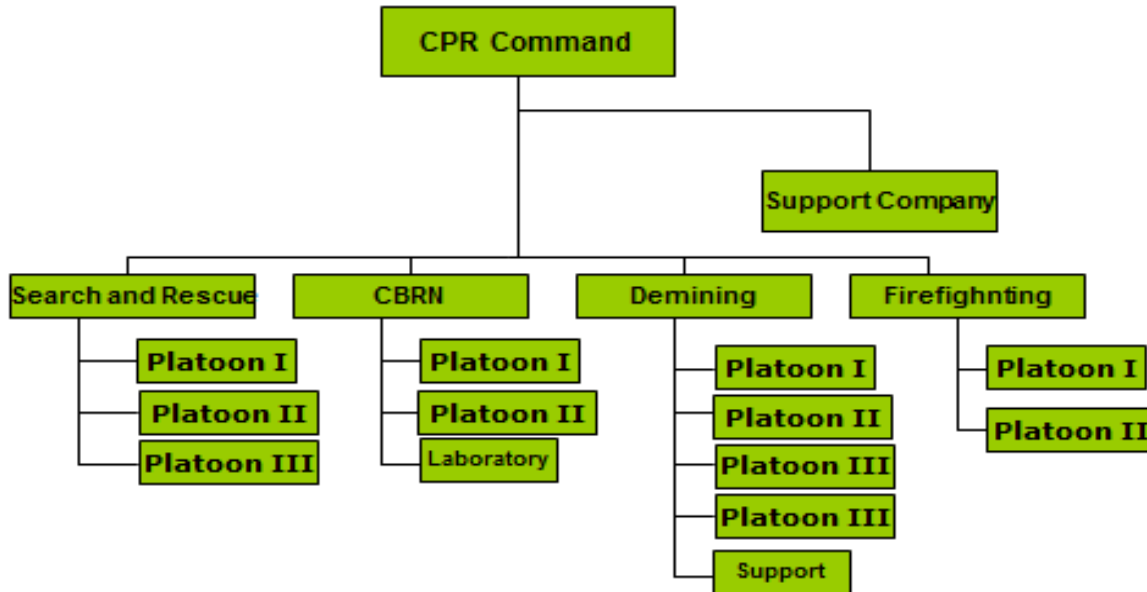 CPR Command
Support Company
Search and Rescue
CBRN
Demining
Firefighnting
Platoon I
Platoon II
Platoon III
Platoon I
Platoon II
Laboratory
Platoon I
Platoon II
Platoon III
Platoon III
Support
Platoon I
Platoon II